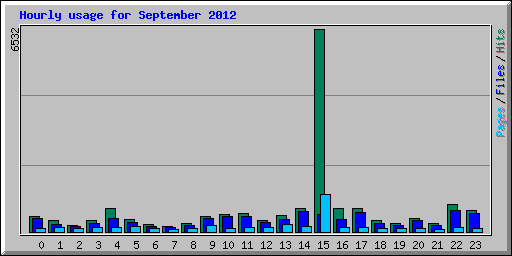 Hourly usage for September 2012
6532
Pages/Files/Hits
0 1 2 3 4 5 6 7 8 9 10 11 12 13 14 15 16 17 18 19 20 21 22 23